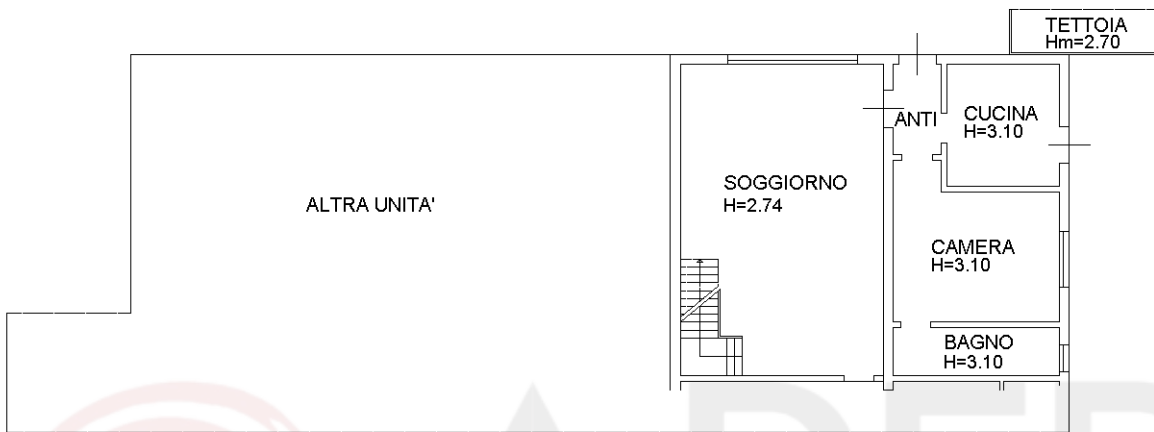 TETTOIA
Hm=2.70
ANTI
CUCINA
H=3.10
SOGGIORNO
H=2.74
ALTRA UNITA'
CAMERA
H=3.10
BAGNO
H=3.10